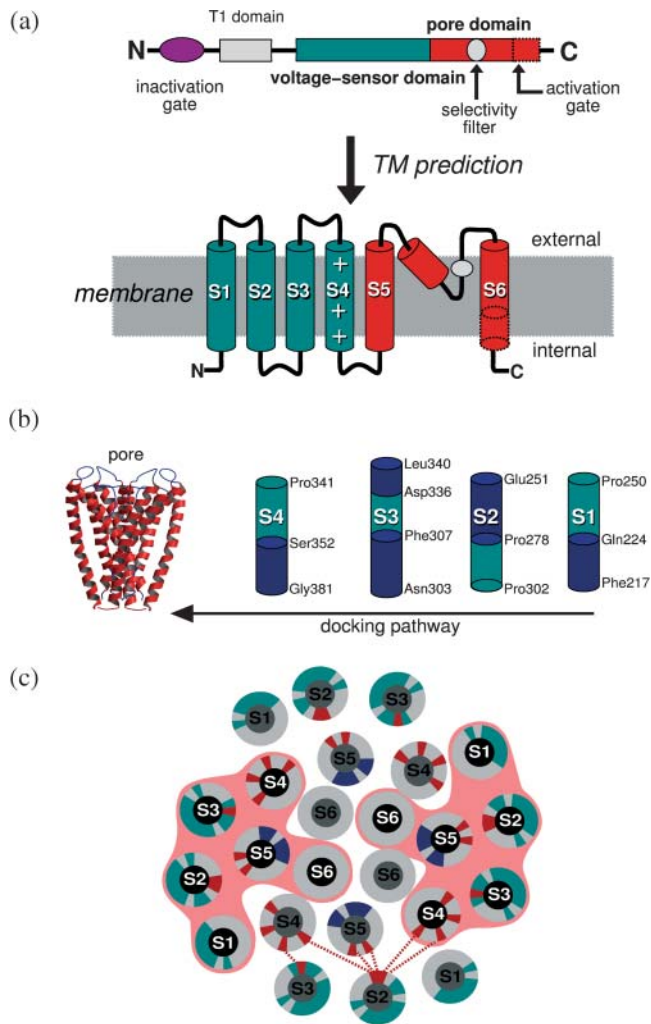 (a)
T1 domain
pore domain
N
C
inactivation
gate
voltage-sensor domain
selectivity
filter
activation
gate
TM prediction
external
membrane
S1
S2
S3
+
S4
+
+
S5
S6
internal
N
C
(b)
pore
Pro341
S4
Ser352
Gly381
Leu340
Asp336
S3
Phe307
Asn303
Glu251
S2
Pro278
Pro302
Pro250
S1
Gln224
Phe217
docking pathway
(c)
S1
S2
S3
S4
S5
S4
S1
S3
S6
S6
S2
S5
S5
S2
S6
S6
S3
S1
S4
S5
S4
S3
S2
S1